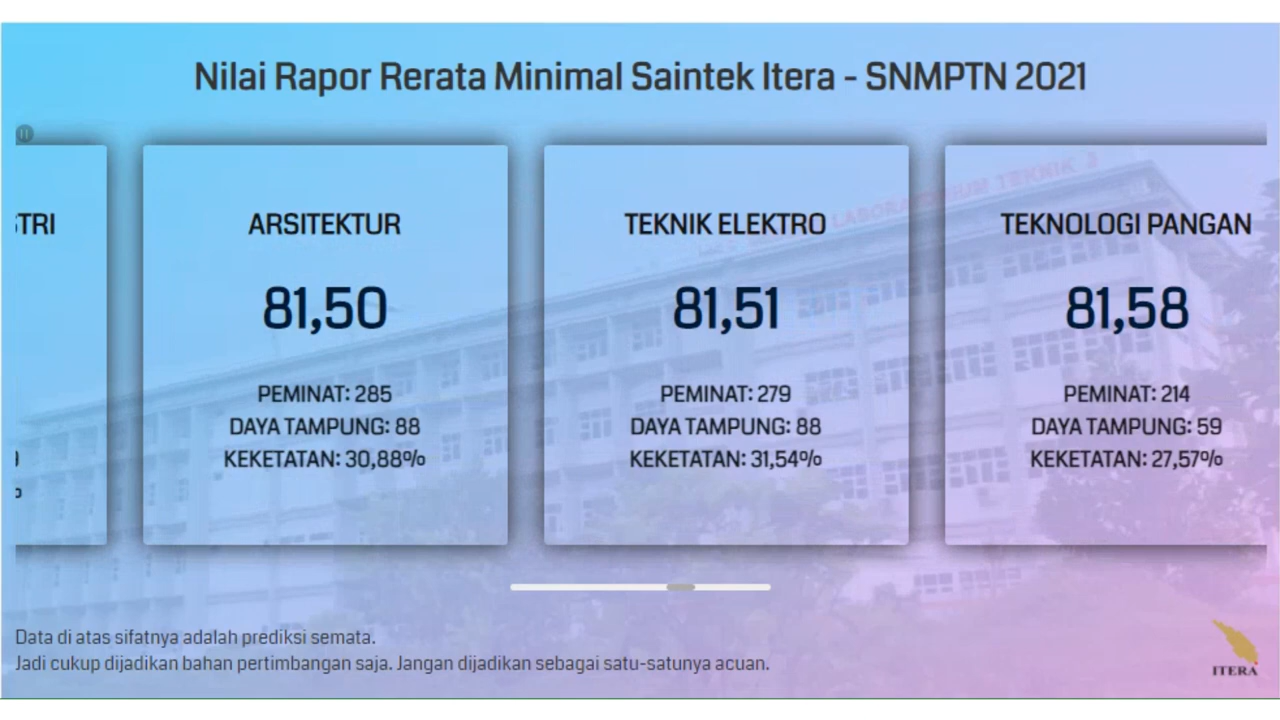 Nilai Rapor Rerata Minimal Saintek Itera - SNMPTN 2021
ARSITEKTUR
81,50
PEMINAT: 285
DAYA TAMPUNG: 88
KEKETATAN: 30,88%
TEKNIK ELEKTRO
81,51
PEMINAT: 279
DAYA TAMPUNG: 88
KEKETATAN: 31,54%
TEKNOLOGI PANGAN
81,58
PEMINAT: 214
DAYA TAMPUNG: 59
KEKETATAN: 27,57%
LABORATORIUM TEKNIK 2
Data di atas sifatnya adalah prediksi semata.
Jadi cukup dijadikan bahan pertimbangan saja. Jangan dijadikan sebagai satu-satunya acuan.
ITERA